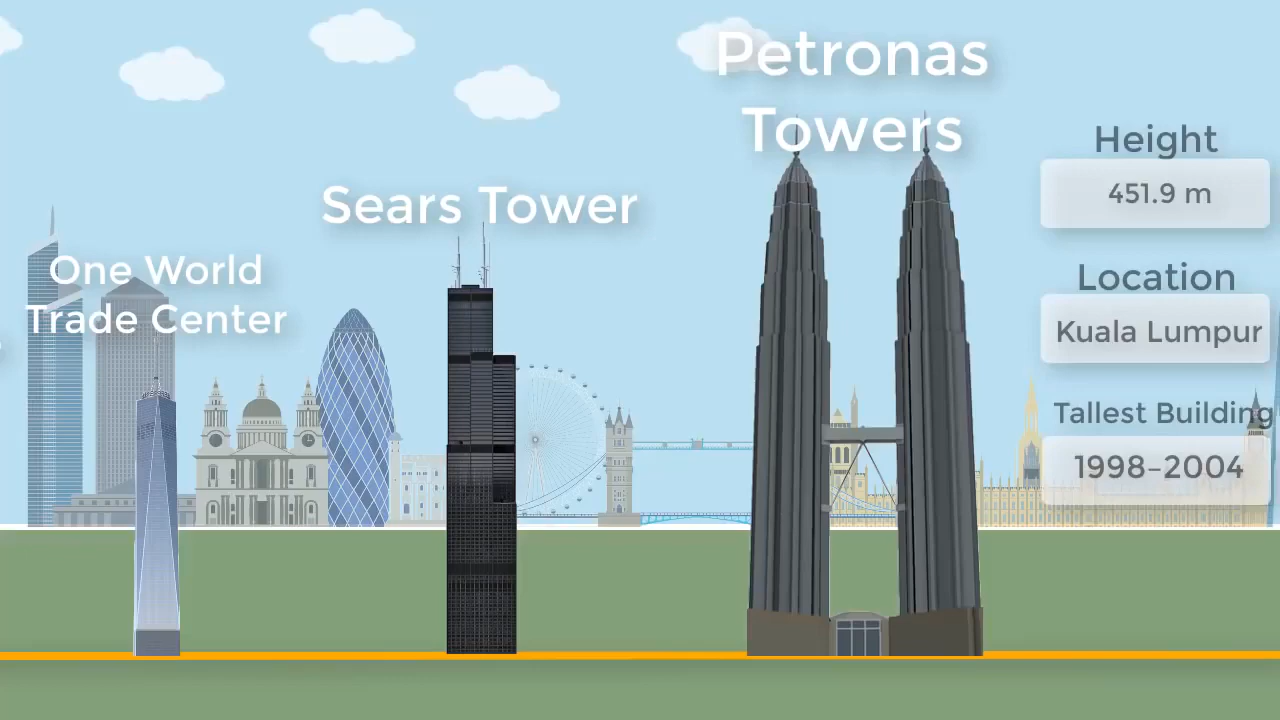 One World
Trade Center
Sears Tower
Petronas
Towers
Height
451.9 m
Location
Kuala Lumpur
Tallest Building
1998-2004